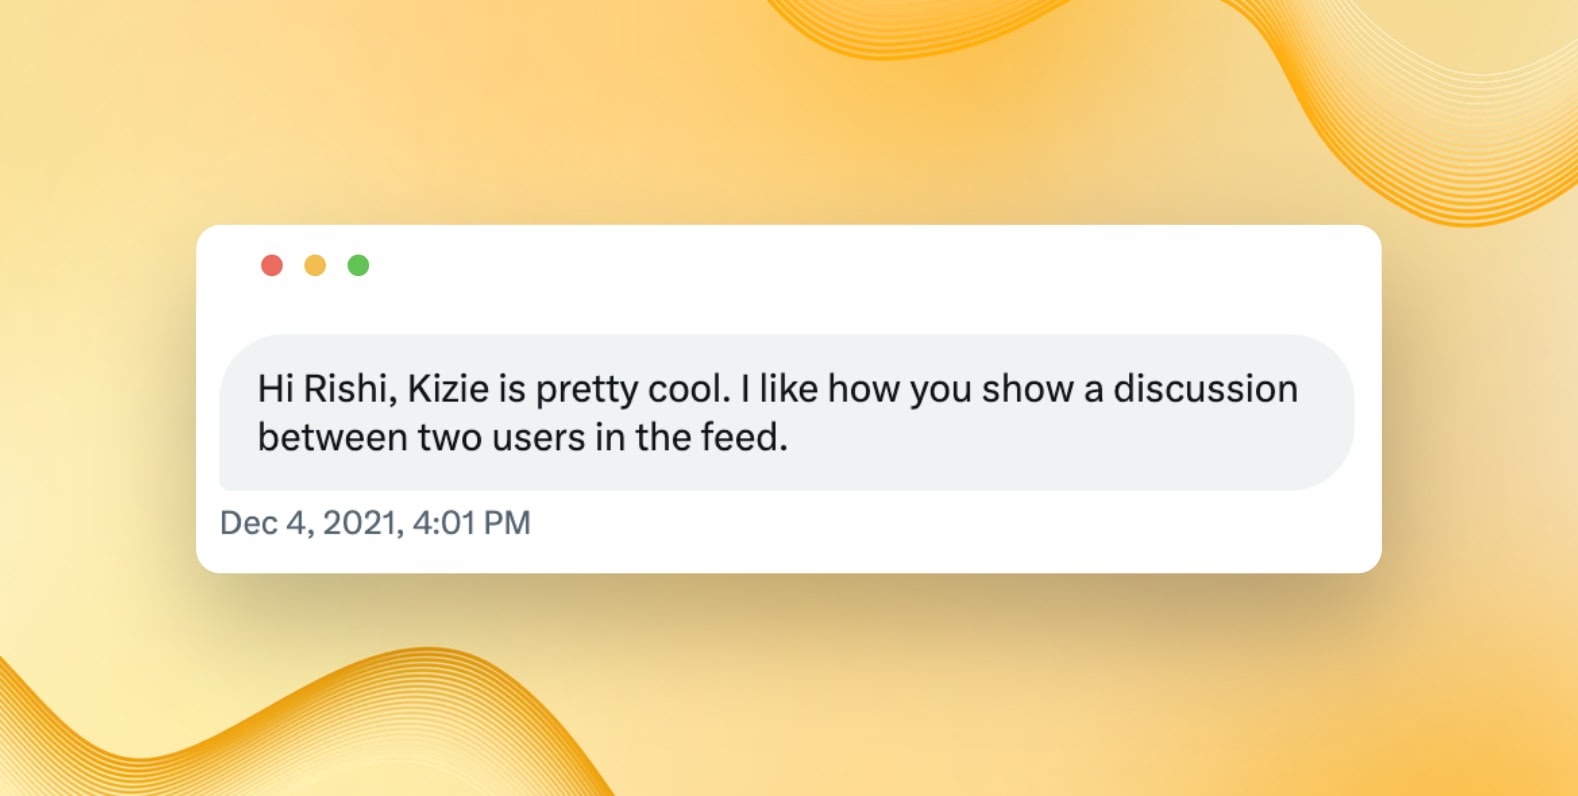 Hi Rishi, Kizie is pretty cool. I like how you show a discussion
between two users in the feed.
Dec 4, 2021, 4:01 PM